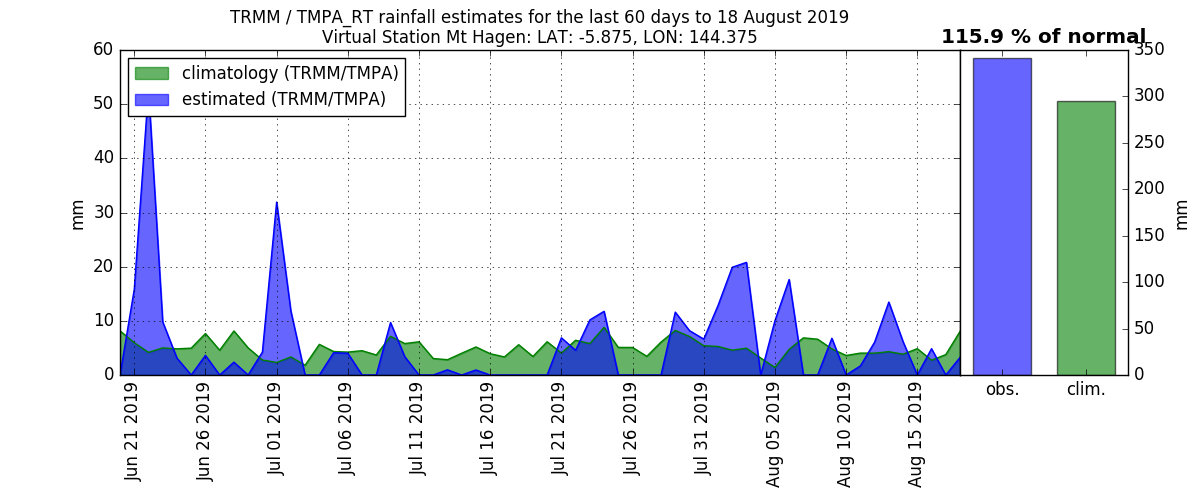 TRMM / TMPA_RT rainfall estimates for the last 60 days to 18 August 2019
Virtual Station Mt Hagen: LAT: -5.875, LON: 144.375
115.9 % of normal
climatology (TRMM/TMPA)
estimated (TRMM/TMPA)
60
50
40
30
20
10
0
mm
Jun 21 2019
Jun 26 2019
Jul 01 2019
Jul 06 2019
Jul 11 2019
Jul 16 2019
Jul 21 2019
Jul 26 2019
Jul 31 2019
Aug 05 2019
Aug 10 2019
Aug 15 2019
obs.
clim.
350
300
250
200
150
100
50
0
mm